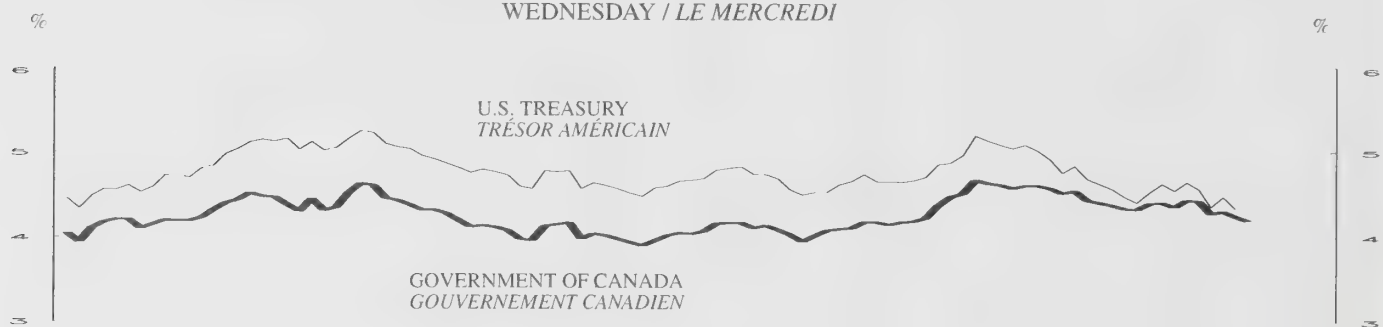 WEDNESDAY / LE MERCREDI
% %
6 6
U.S. TREASURY
TRÉSOR AMÉRICAIN
5 5
4 4
GOVERNMENT OF CANADA
GOUVERNEMENT CANADIEN
3 3